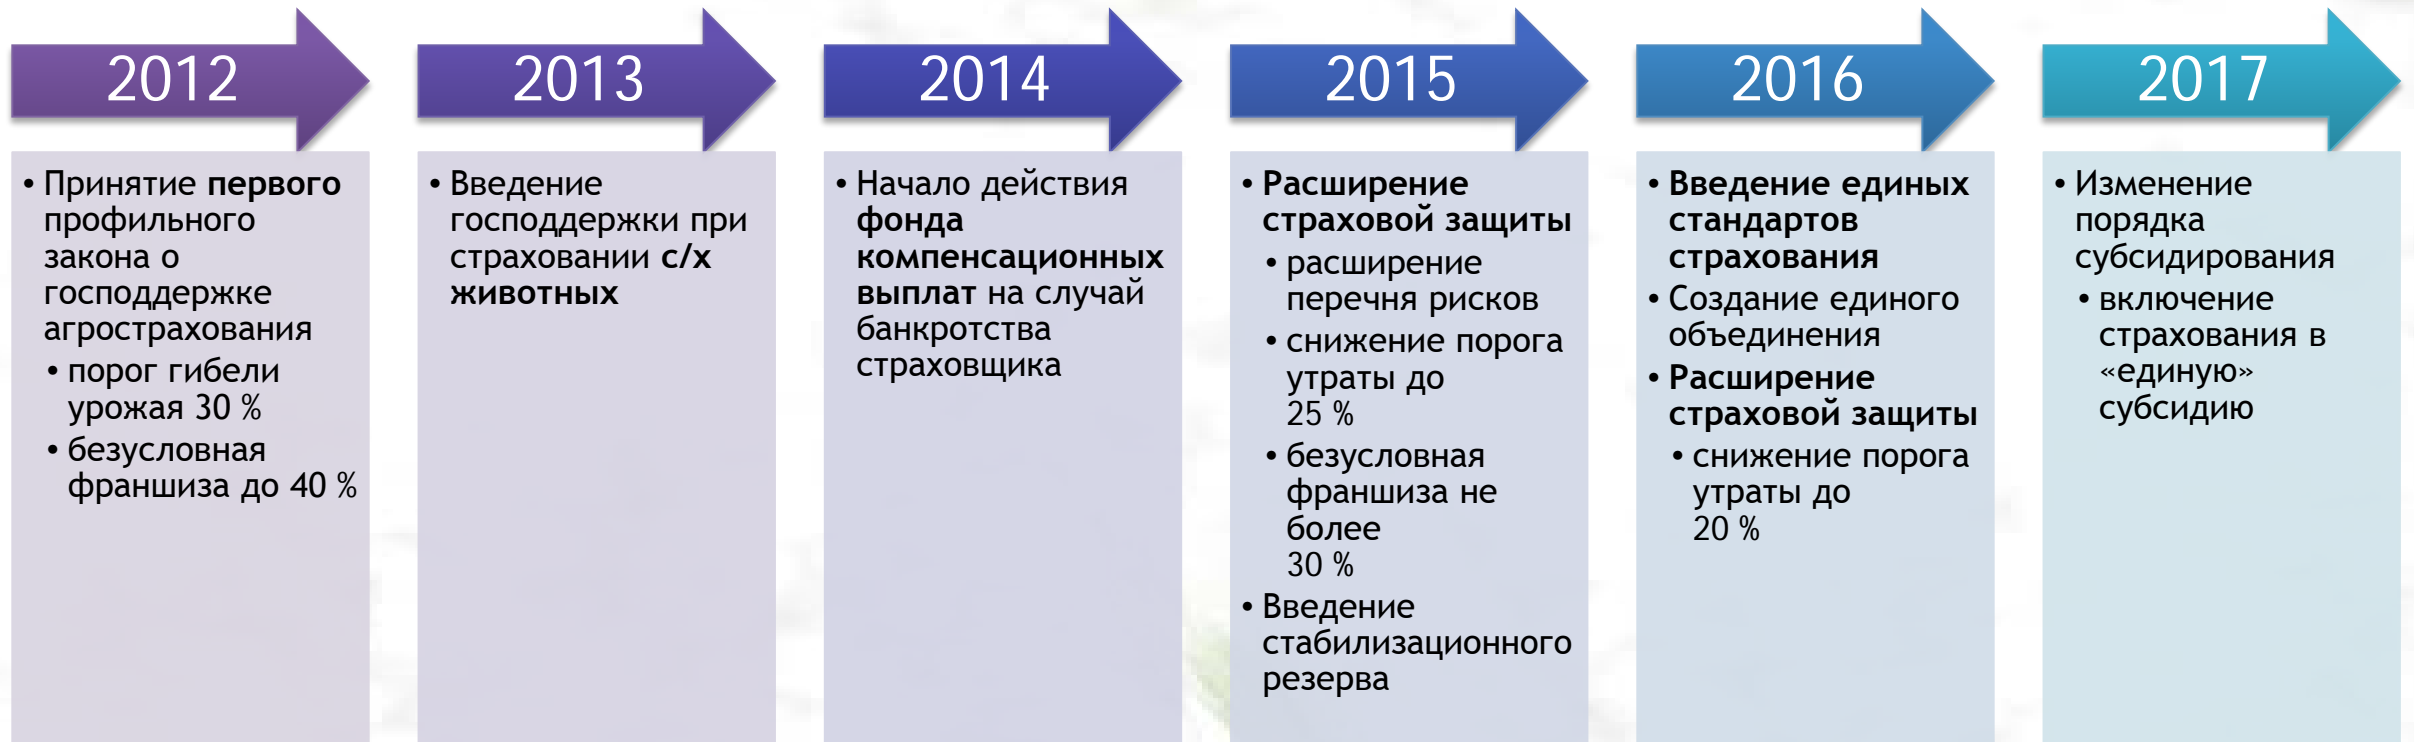 2012
• Принятие первого
профильного
закона о
господдержке
агрострахования
• порог гибели
урожая 30 %
• безусловная
франшиза до 40 %
2013
• Введение
господдержки при
страховании с/х
животных
2014
• Начало действия
фонда
компенсационных
выплат на случай
банкротства
страховщика
2015
• Расширение
страховой защиты
• расширение
перечня рисков
• снижение порога
утраты до
25 %
• безусловная
франшиза не
более
30 %
• Введение
стабилизационного
резерва
2016
• Введение единых
стандартов
страхования
• Создание единого
объединения
• Расширение
страховой защиты
• снижение порога
утраты до
20 %
2017
• Изменение
порядка
субсидирования
• включение
страхования в
«единую»
субсидию